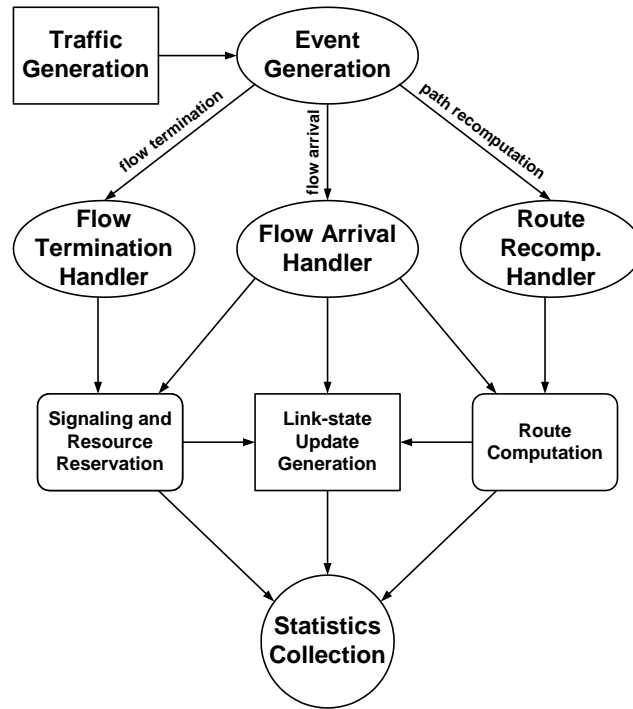 Traffic
Generation
Event
Generation
flow termination
flow arrival
path recomputation
Flow
Termination
Handler
Flow Arrival
Handler
Route
Recomp.
Handler
Signaling and
Resource
Reservation
Link-state
Update
Generation
Route
Computation
Statistics
Collection